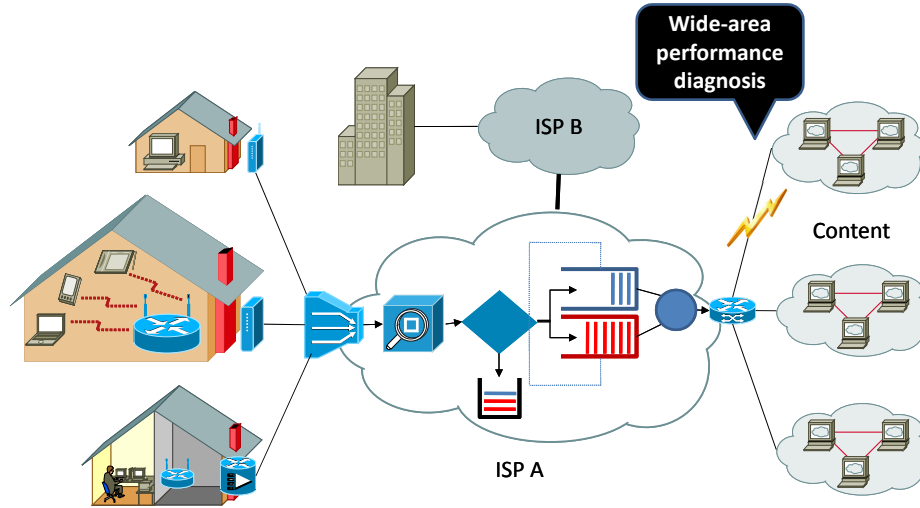 Wide-area
performance
diagnosis
ISP B
Content
ISP A